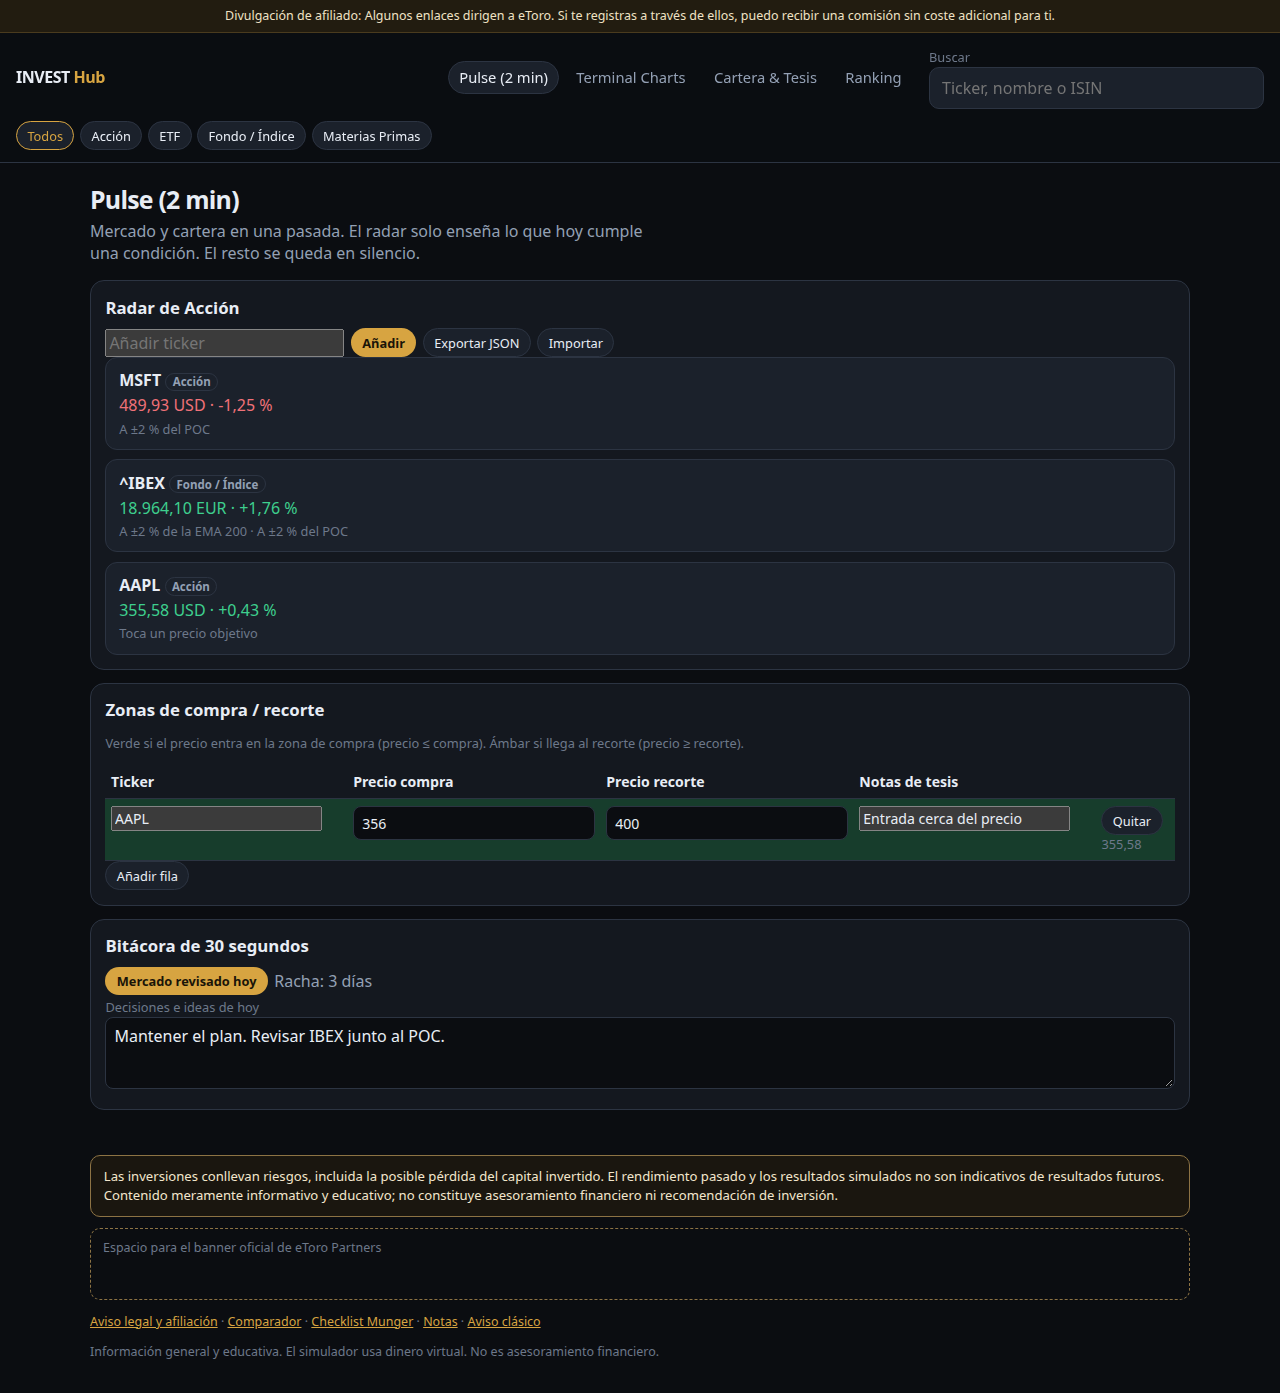 Divulgación de afiliado: Algunos enlaces dirigen a eToro. Si te registras a través de ellos, puedo recibir una comisión sin coste adicional para ti.
INVEST Hub
Pulse (2 min)
Terminal Charts
Cartera & Tesis
Ranking
Buscar
Ticker, nombre o ISIN
Todos
Acción
ETF
Fondo / Índice
Materias Primas
Pulse (2 min)
Mercado y cartera en una pasada. El radar solo enseña lo que hoy cumple
una condición. El resto se queda en silencio.
Radar de Acción
Añadir ticker
Añadir
Exportar JSON
Importar
MSFT Acción
489,93 USD · -1,25 %
A ±2 % del POC
^IBEX Fondo / Índice
18.964,10 EUR · +1,76 %
A ±2 % de la EMA 200 · A ±2 % del POC
AAPL Acción
355,58 USD · +0,43 %
Toca un precio objetivo
Zonas de compra / recorte
Verde si el precio entra en la zona de compra (precio ≤ compra). Ámbar si llega al recorte (precio ≥ recorte).
Ticker
Precio compra
Precio recorte
Notas de tesis
AAPL
356
400
Entrada cerca del precio
Quitar
355,58
Añadir fila
Bitácora de 30 segundos
Mercado revisado hoy
Racha: 3 días
Decisiones e ideas de hoy
Mantener el plan. Revisar IBEX junto al POC.
Las inversiones conllevan riesgos, incluida la posible pérdida del capital invertido. El rendimiento pasado y los resultados simulados no son indicativos de resultados futuros.
Contenido meramente informativo y educativo; no constituye asesoramiento financiero ni recomendación de inversión.
Espacio para el banner oficial de eToro Partners
Aviso legal y afiliación · Comparador · Checklist Munger · Notas · Aviso clásico
Información general y educativa. El simulador usa dinero virtual. No es asesoramiento financiero.